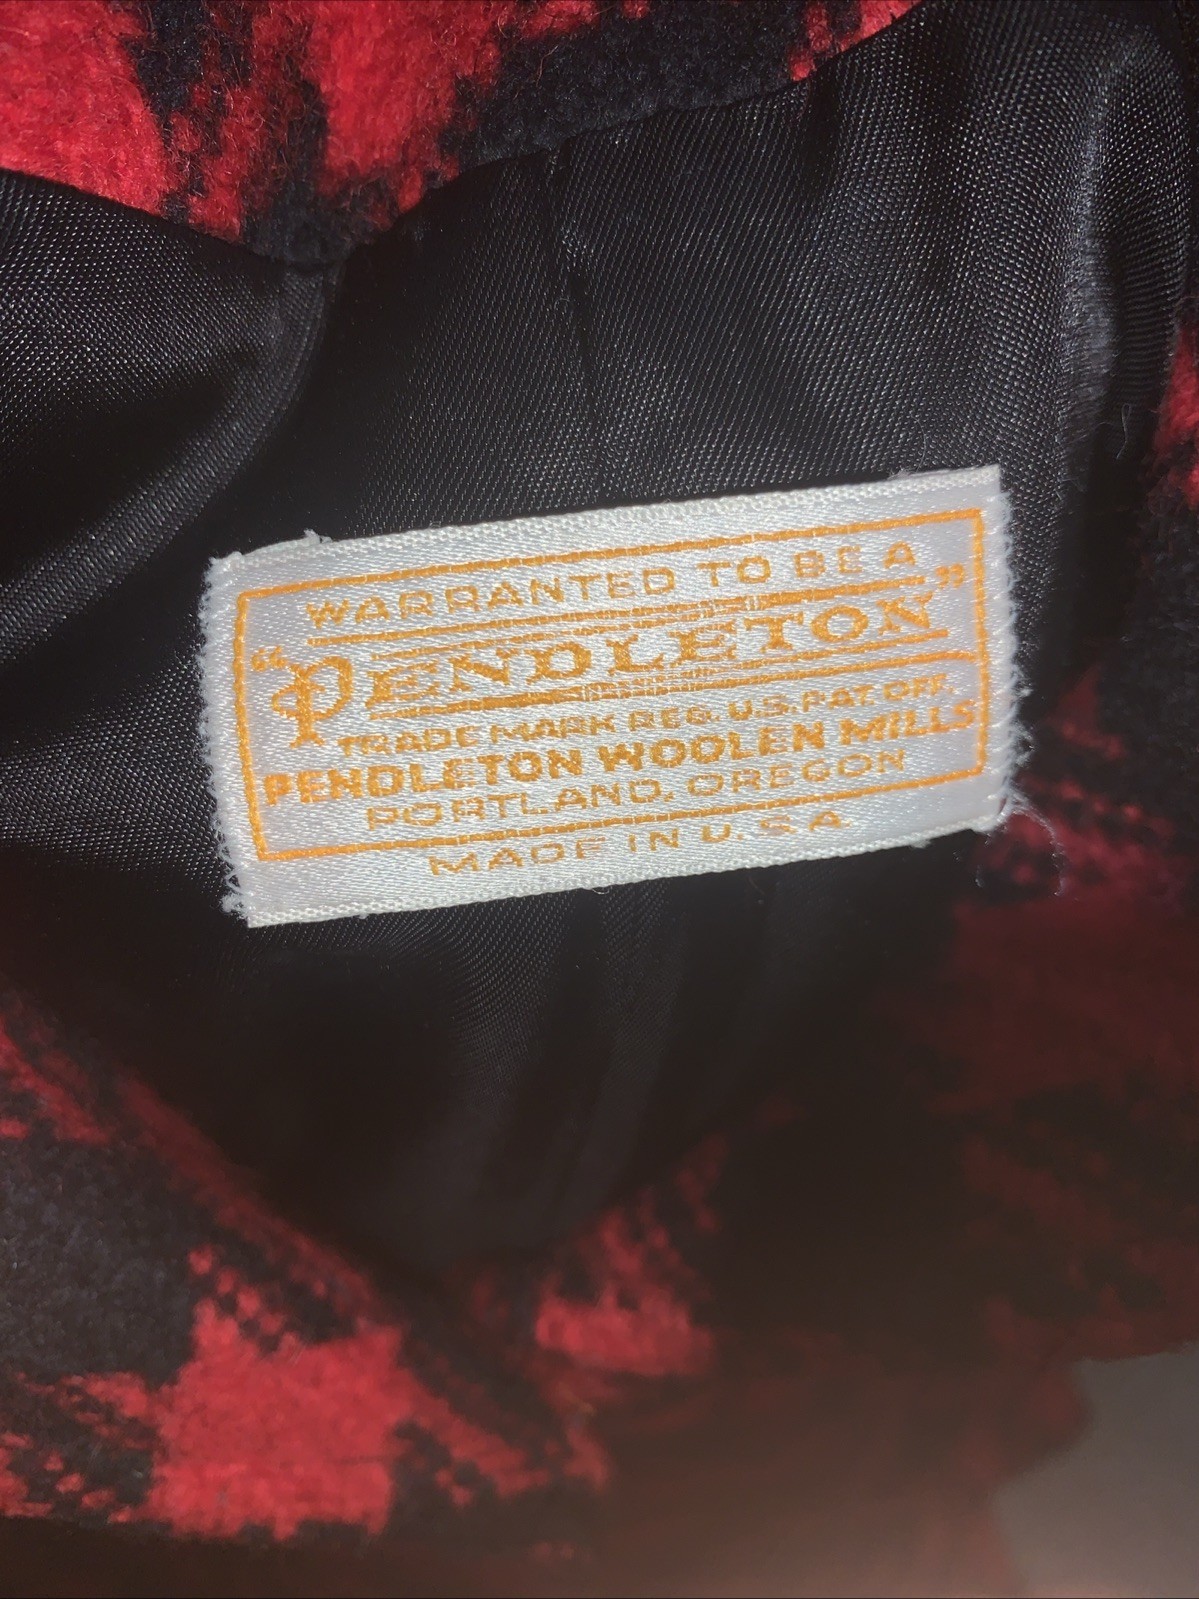 WARRANTED TO BE A
"PENDLETON"
TRADE MARK REG. U.S. PAT. OFF.
PENDLETON WOOLEN MILLS
PORTLAND, OREGON
MADE IN U.S.A.